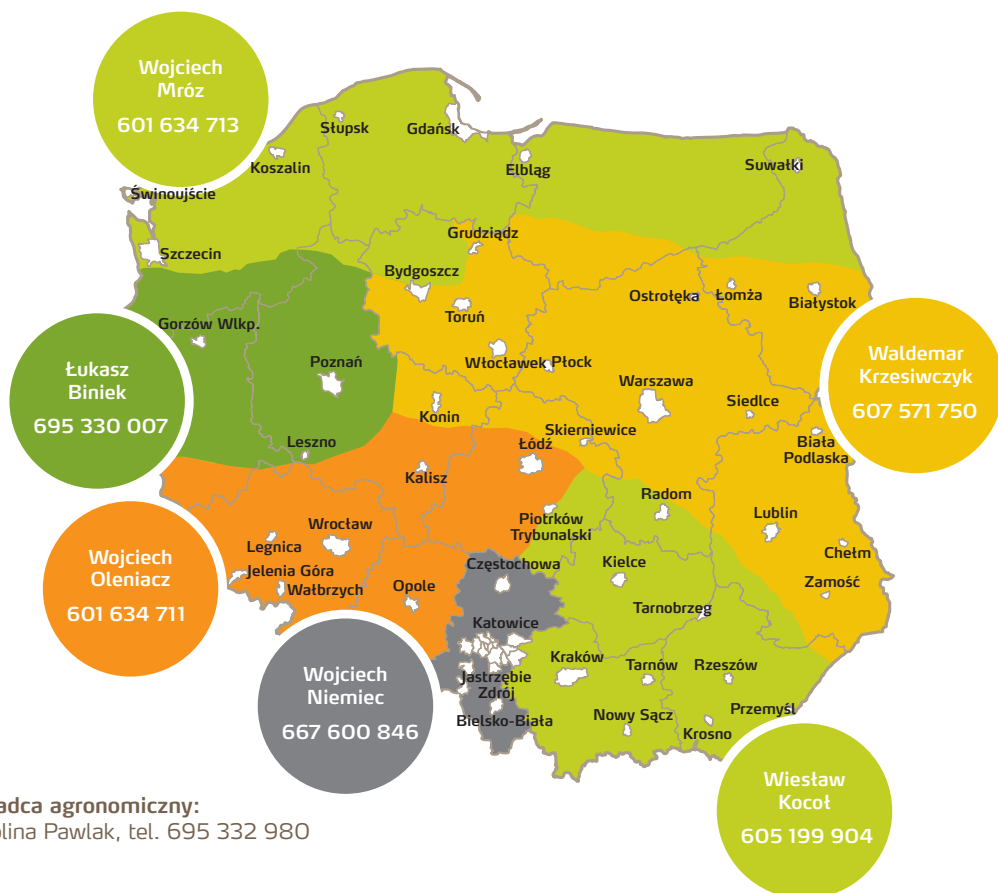 Wojciech
Mróz
601 634 713
Słupsk
Gdańsk
Koszalin
Elbląg
Suwałki
Świnoujście
Szczecin
Grudziądz
Bydgoszcz
Ostrołęka
Łomża
Białystok
Toruń
Gorzów Wlkp.
Włocławek
Płock
Poznań
Warszawa
Łukasz
Biniek
695 330 007
Waldemar
Krzesiwczyk
607 571 750
Konin
Siedlce
Skierniewice
Leszno
Łódź
Biała
Podlaska
Kalisz
Radom
Piotrków
Trybunalski
Lublin
Wrocław
Legnica
Chełm
Wojciech
Oleniacz
601 634 711
Jelenia Góra
Wałbrzych
Opole
Częstochowa
Kielce
Zamość
Tarnobrzeg
Katowice
Kraków
Tarnów
Rzeszów
Wojciech
Niemiec
667 600 846
Jastrzębie
Zdrój
Bielsko-Biała
Nowy Sącz
Krosno
Przemyśl
Wiesław
Kocoł
605 199 904
adca agronomiczny:
lina Pawlak, tel. 695 332 980